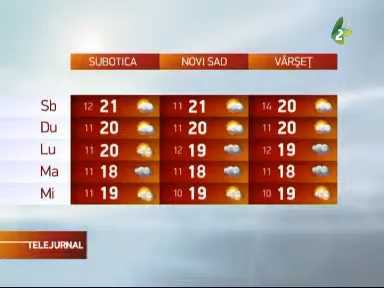 2
SUBOTICA NOVI SAD VÂRŞEŢ
Sb 12 21 11 21 14 20
Du 11 20 11 20 11 20
Lu 11 20 12 19 12 19
Ma 11 18 11 18 11 18
Mi 11 19 10 19 10 19
TELEJURNAL